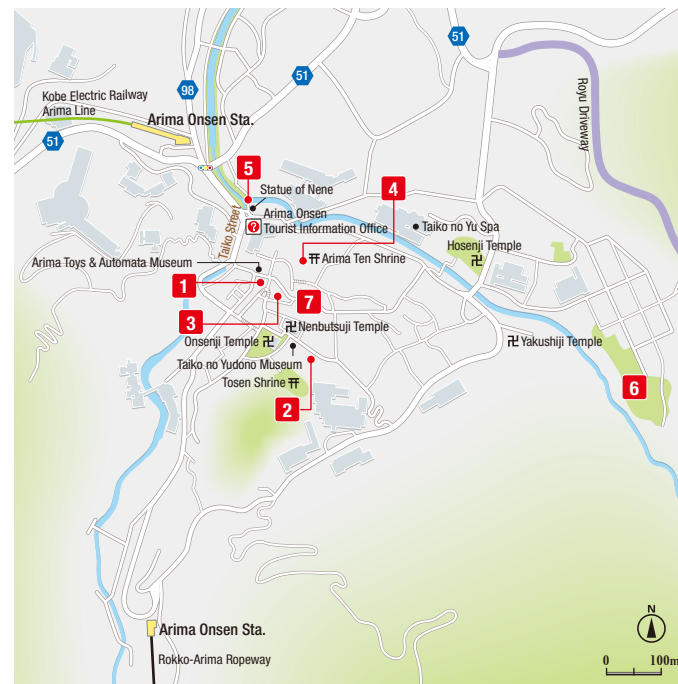 51
98
51
Kobe Electric Railway
Arima Line
Arima Onsen Sta.
51
Royu Driveway
5
Statue of Nene
4
Arima Onsen
Tourist Information Office
?
Taiko Street
Taiko no Yu Spa
Hosenji Temple
Arima Ten Shrine
Arima Toys & Automata Museum
1
7
3
Nenbutsuji Temple
Onsenji Temple
Yakushiji Temple
Taiko no Yudono Museum
Tosen Shrine
6
2
Arima Onsen Sta.
Rokko-Arima Ropeway
N
0 100m